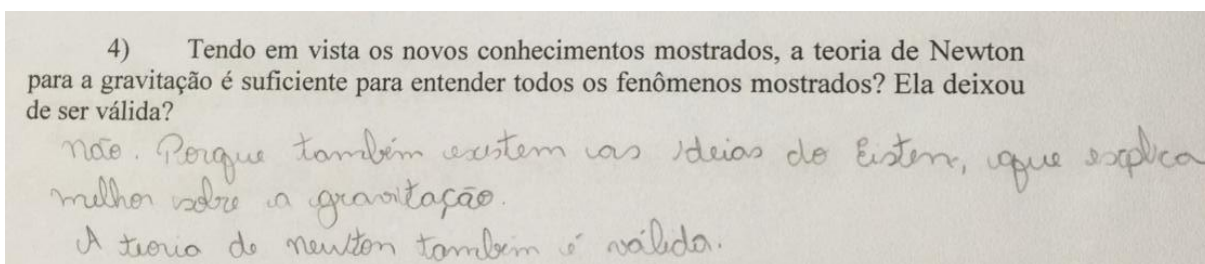 4) Tendo em vista os novos conhecimentos mostrados, a teoria de Newton
para a gravitação é suficiente para entender todos os fenômenos mostrados? Ela deixou
de ser válida?
não. Porque também existem as ideias do Eisten, que explica
melhor sobre a gravitação.
A teoria de newton também é válida.